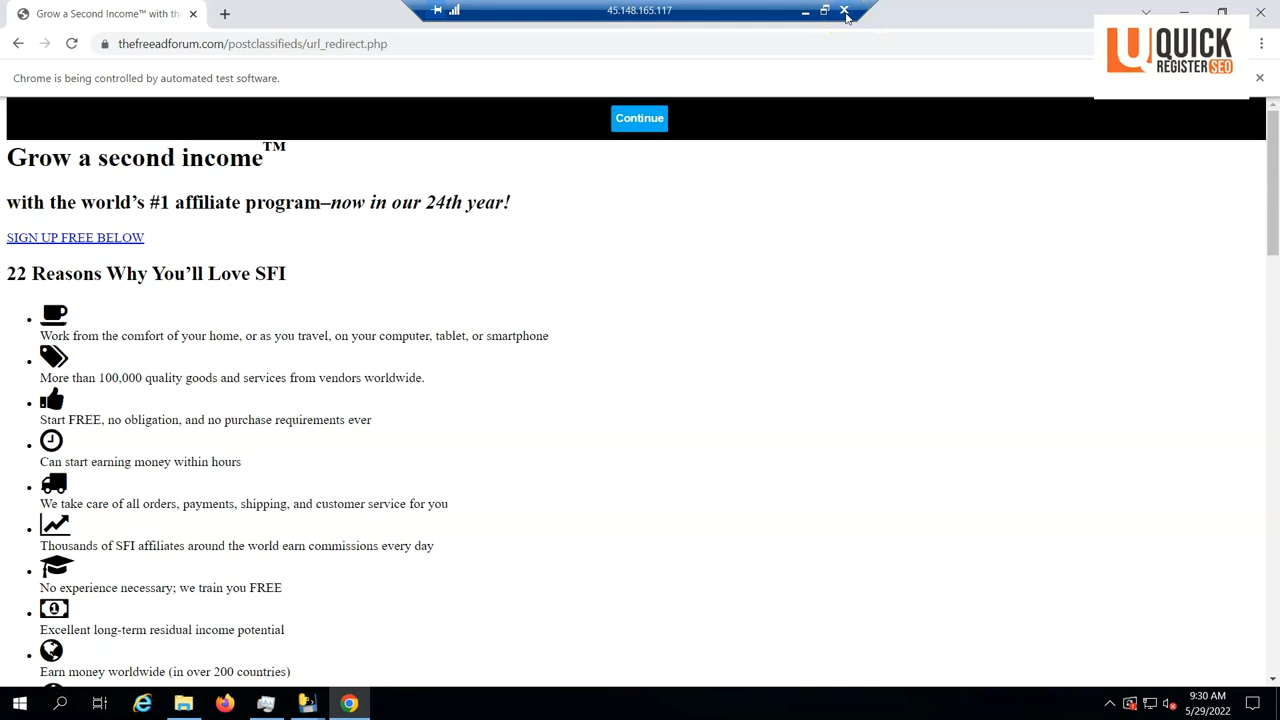 Grow a Second Income™ with the
45.148.165.117
thefreeadforum.com/postclassifieds/url_redirect.php
QUICK
REGISTER SEO
Chrome is being controlled by automated test software.
Continue
Grow a second income™
with the world's #1 affiliate program–now in our 24th year!
SIGN UP FREE BELOW
22 Reasons Why You'll Love SFI
Work from the comfort of your home, or as you travel, on your computer, tablet, or smartphone
More than 100,000 quality goods and services from vendors worldwide.
Start FREE, no obligation, and no purchase requirements ever
Can start earning money within hours
We take care of all orders, payments, shipping, and customer service for you
Thousands of SFI affiliates around the world earn commissions every day
No experience necessary; we train you FREE
Excellent long-term residual income potential
Earn money worldwide (in over 200 countries)
9:30 AM
5/29/2022